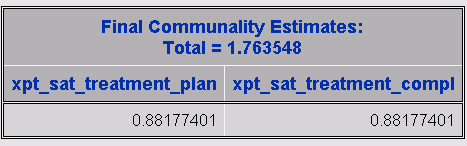 Final Communality Estimates:
Total = 1.763548
xpt_sat_treatment_plan xpt_sat_treatment_compl
0.88177401 0.88177401